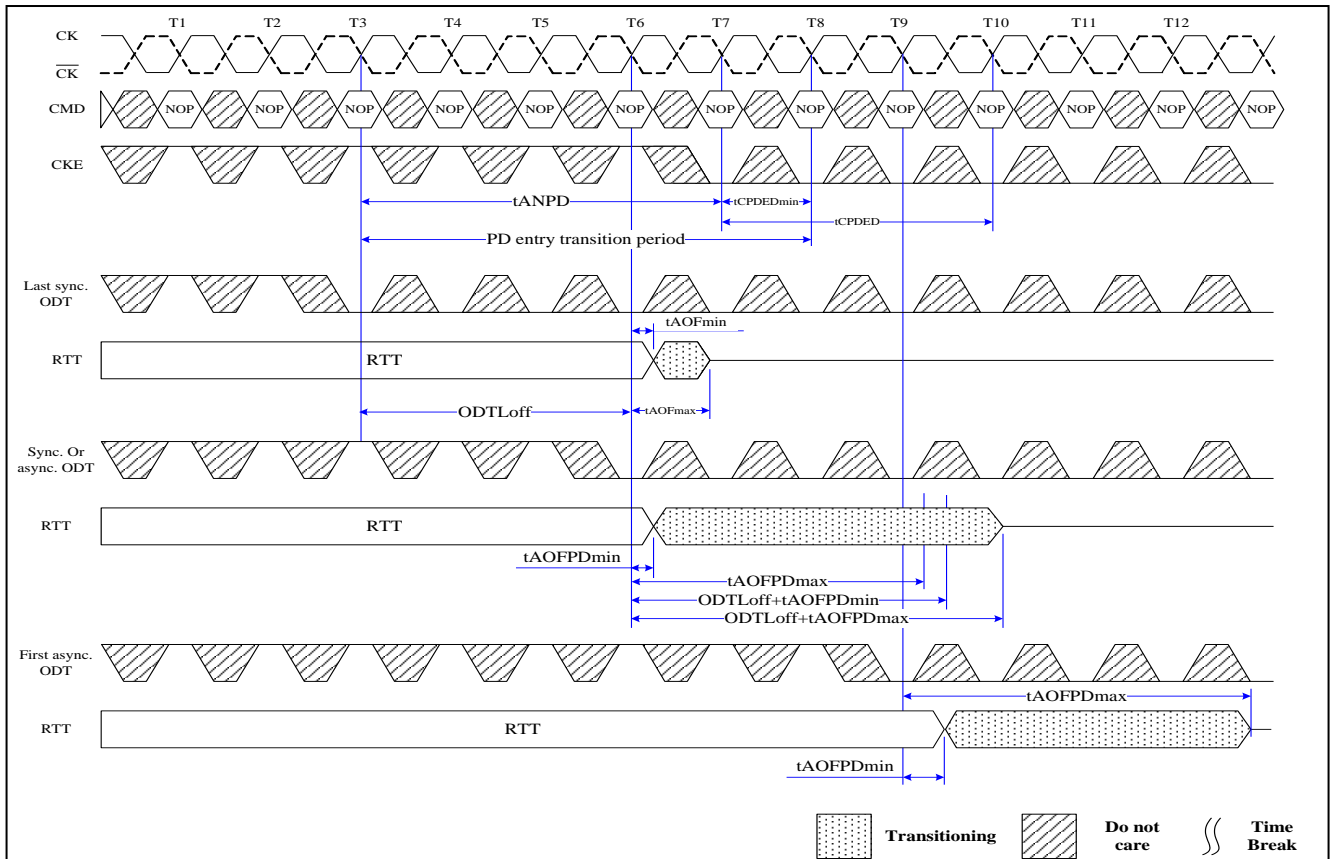 T1 T2 T3 T4 T5 T6 T7 T8 T9 T10 T11 T12
CK
CK
CMD NOP NOP NOP NOP NOP NOP NOP NOP NOP NOP NOP NOP NOP
CKE
tANPD tCPDEDmin
tCPDED
PD entry transition period
Last sync.
ODT
tAOFmin
RTT RTT
ODTLoff tAOFmax
Sync. Or
async. ODT
RTT RTT
tAOFPDmin
tAOFPDmax
ODTLoff+tAOFPDmin
ODTLoff+tAOFPDmax
First async.
ODT
tAOFPDmax
RTT RTT
tAOFPDmin
Transitioning
Do not
care
Time
Break